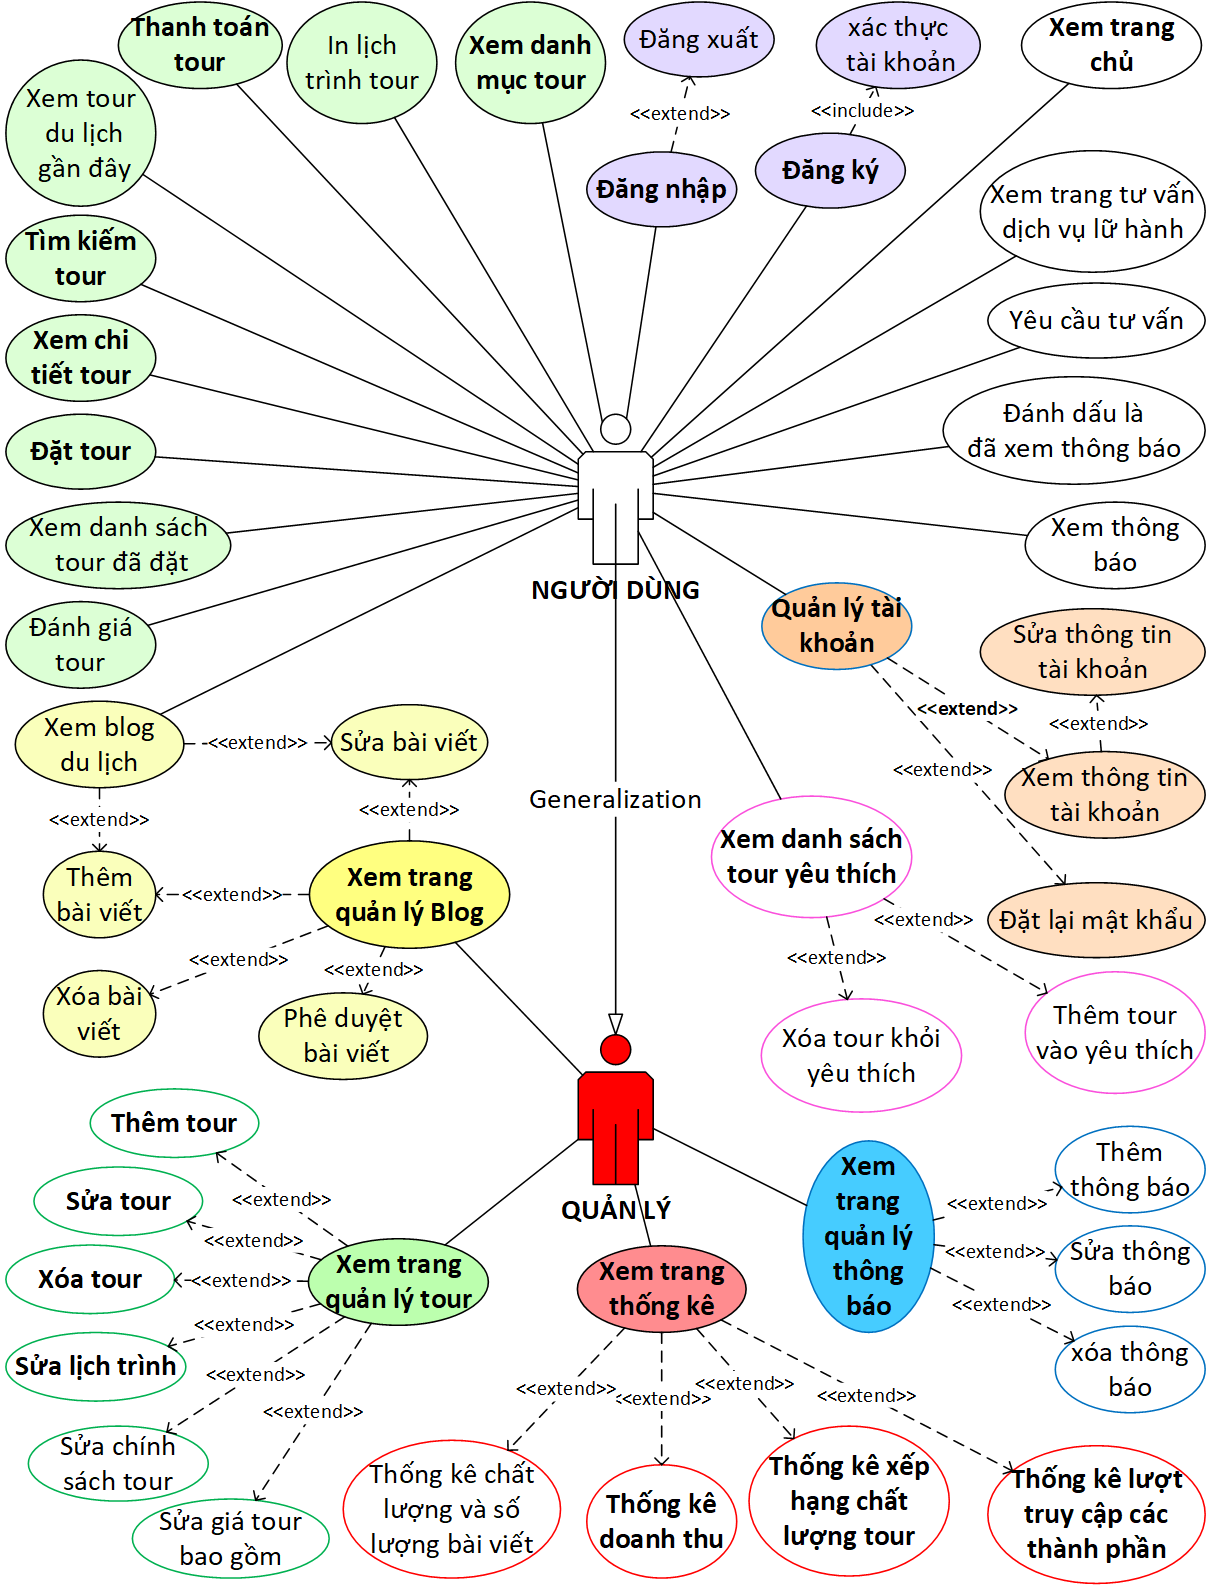 Thanh toán
tour
In lịch
trình tour
Xem danh
mục tour
Đăng xuất
xác thực
tài khoản
Xem trang
chủ
Xem tour
du lịch
gần đây
<<extend>>
<<include>>
Đăng nhập
Đăng ký
Xem trang tư vấn
dịch vụ lữ hành
Tìm kiếm
tour
Yêu cầu tư vấn
Xem chi
tiết tour
Đánh dấu là
đã xem thông báo
Đặt tour
Xem danh sách
tour đã đặt
Xem thông
báo
NGƯỜI DÙNG
Quản lý tài
khoản
Đánh giá
tour
Sửa thông tin
tài khoản
<<extend>>
<<extend>>
<<extend>>
Xem blog
du lịch
<<extend>>
Sửa bài viết
Xem thông tin
tài khoản
Generalization
<<extend>>
<<extend>>
Xem danh sách
tour yêu thích
Thêm
bài viết
<<extend>>
Xem trang
quản lý Blog
Đặt lại mật khẩu
<<extend>>
<<extend>>
<<extend>>
<<extend>>
Xóa bài
viết
Phê duyệt
bài viết
Xóa tour khỏi
yêu thích
Thêm tour
vào yêu thích
Thêm tour
<<extend>>
Sửa tour
<<extend>>
QUẢN LÝ
Xem
trang
quản lý
thông
báo
Thêm
thông báo
<<extend>>
Xóa tour
<<extend>>
Xem trang
quản lý tour
Xem trang
thống kê
<<extend>>
Sửa thông
báo
<<extend>>
<<extend>>
xóa thông
báo
Sửa lịch trình
<<extend>>
<<extend>>
<<extend>>
<<extend>>
<<extend>>
<<extend>>
Sửa chính
sách tour
Sửa giá tour
bao gồm
Thống kê chất
lượng và số
lượng bài viết
Thống kê
doanh thu
Thống kê xếp
hạng chất
lượng tour
Thống kê lượt
truy cập các
thành phần